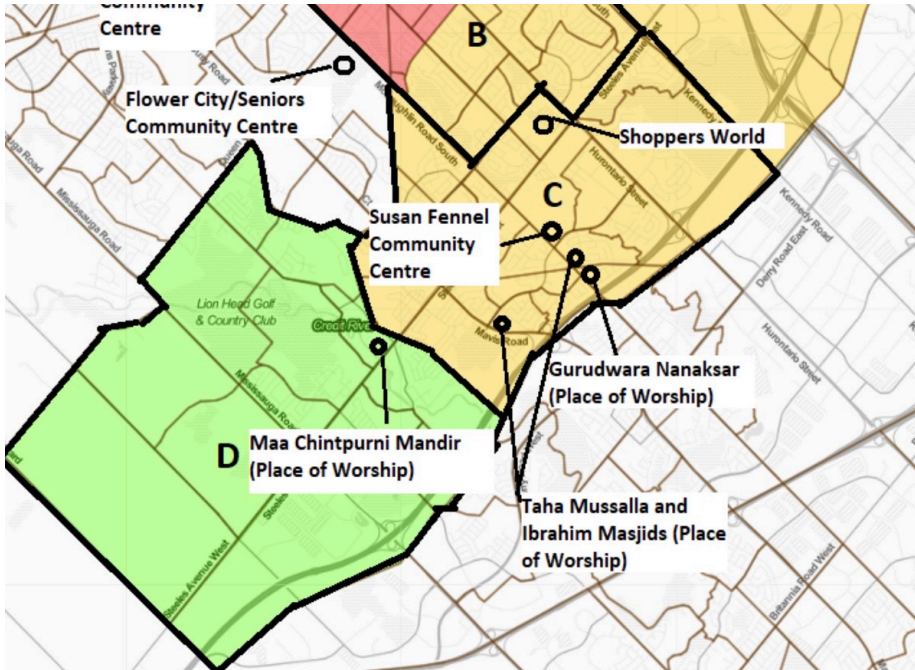 Community
Centre
B
Steeles Avenue West
Kennedy
Flower City/Seniors
Community Centre
McLaughlin Road South
Shoppers World
Hurontario Street
Mississauga Road
C
Susan Fennel
Community
Centre
Kennedy Road
Derry Road East
Hurontario Street
Lion Head Golf
& Country Club
Credit River
Mavis Road
Gurudwara Nanaksar
(Place of Worship)
Mississauga Road
D
Maa Chintpurni Mandir
(Place of Worship)
Taha Mussalla and
Ibrahim Masjids (Place
of Worship)
Steeles Avenue West
Britannia Road West